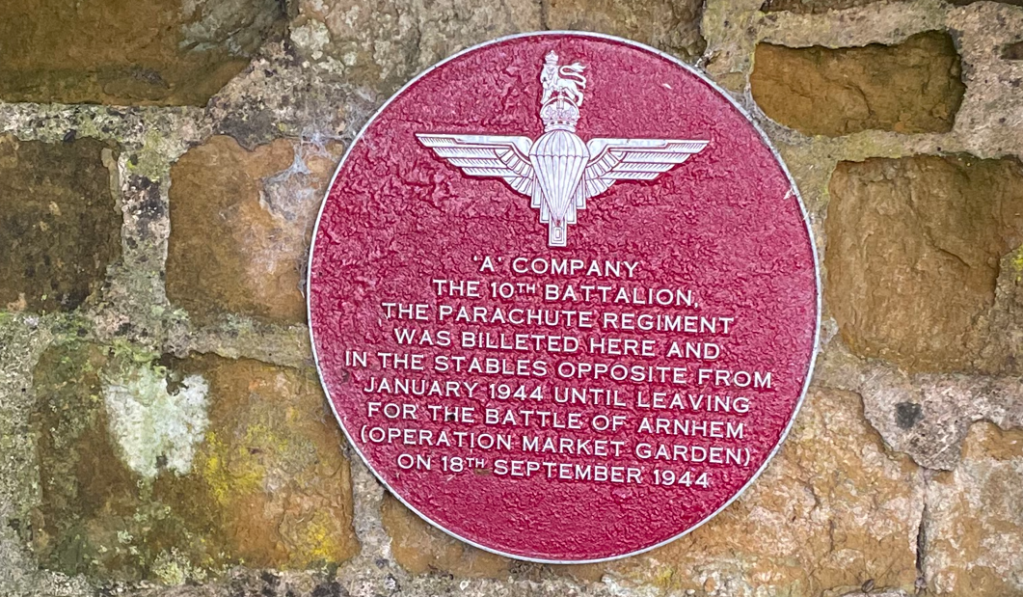 'A' COMPANY
THE 10TH BATTALION,
THE PARACHUTE REGIMENT
WAS BILLETED HERE AND
IN THE STABLES OPPOSITE FROM
JANUARY 1944 UNTIL LEAVING
FOR THE BATTLE OF ARNHEM
(OPERATION MARKET GARDEN)
ON 18TH SEPTEMBER 1944